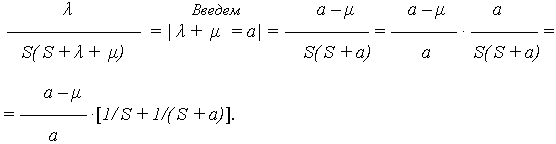 λ / S( S + λ + μ) = | Введем λ + μ = a | = a − μ / S( S + a) = a − μ / a · a / S( S + a) =
= a − μ / a · [1/ S + 1/( S + a)].